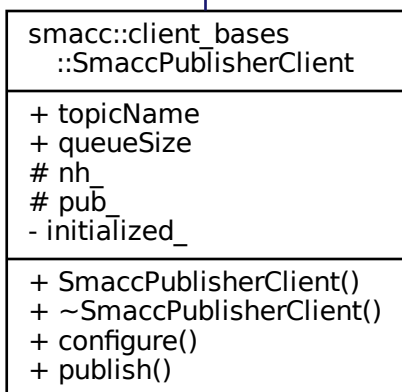 smacc::client_bases
::SmaccPublisherClient
+ topicName
+ queueSize
# nh_
# pub_
- initialized_
+ SmaccPublisherClient()
+ ~SmaccPublisherClient()
+ configure()
+ publish()